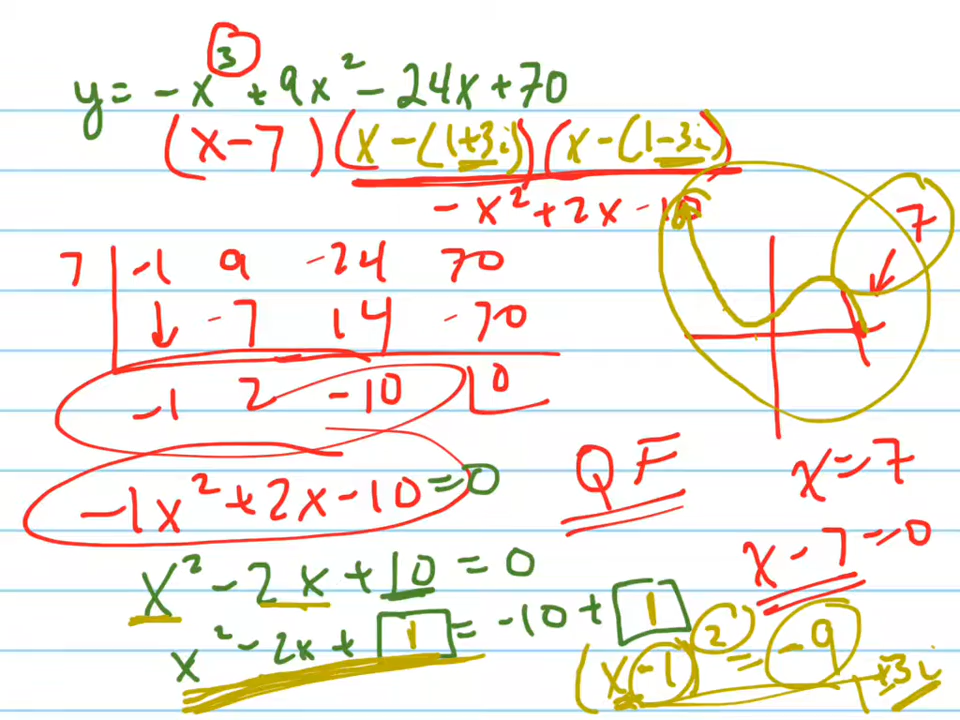 y = -x³ + 9x² - 24x + 70
(x - 7)(x - (1+3i))(x - (1-3i))
-x² + 2x - 10
7
7 | -1 9 -24 70
↓ -7 14 -70
-1 2 -10 | 0
-1x² + 2x - 10 = 0
QF
x = 7
x - 7 = 0
x² - 2x + 10 = 0
x² - 2x + 1 = -10 + 1
(x - 1)² = -9
±3i